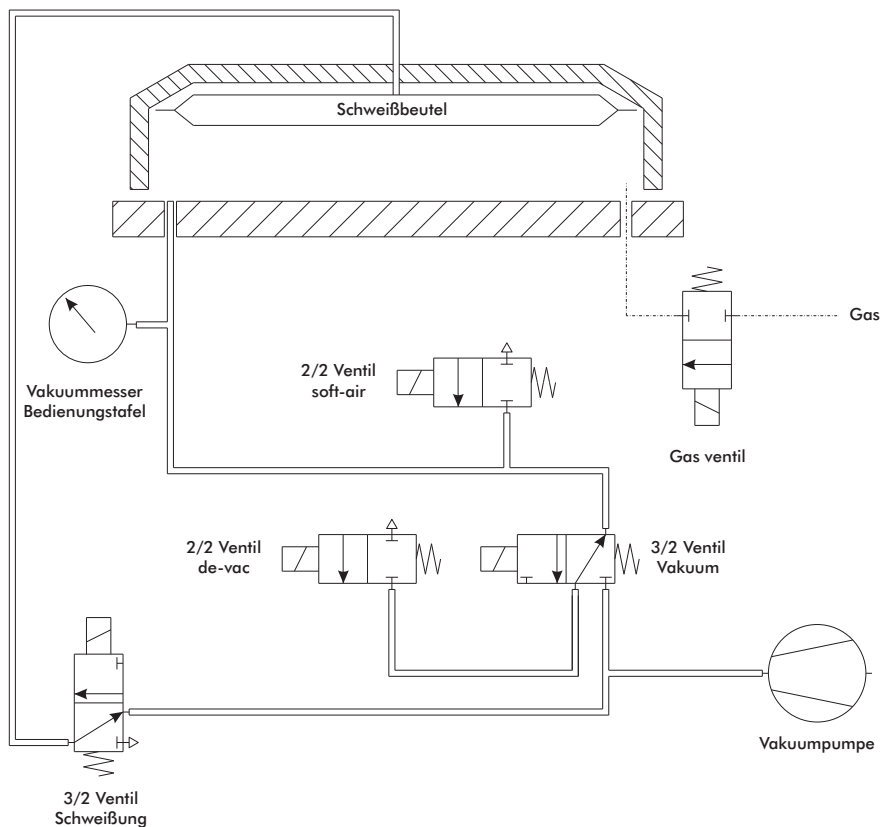 Schweißbeutel
Gas
2/2 Ventil
soft-air
Vakuummesser
Bedienungstafel
Gas ventil
2/2 Ventil
de-vac
3/2 Ventil
Vakuum
Vakuumpumpe
3/2 Ventil
Schweißung